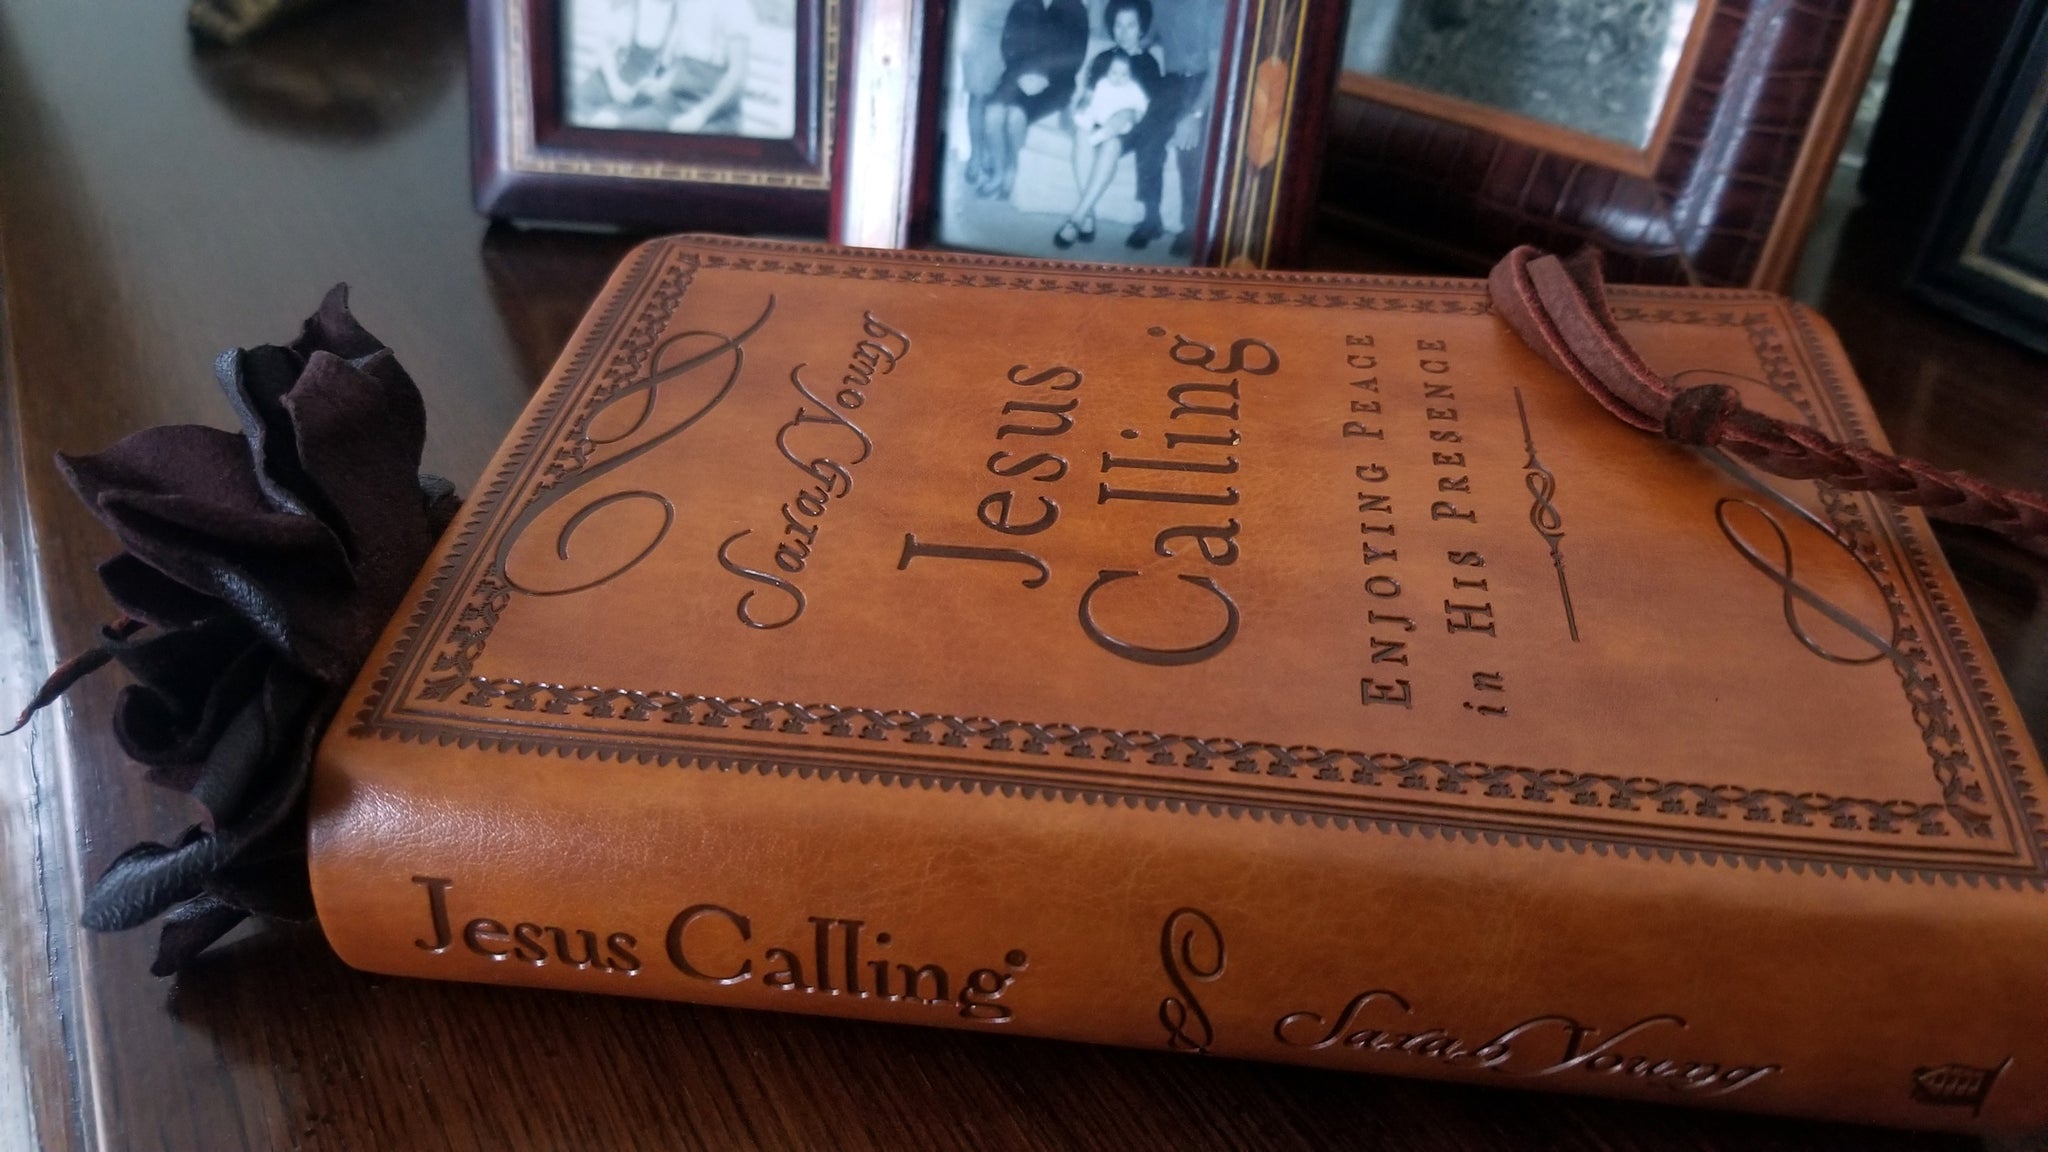 Sarah Young
Jesus
Calling®
ENJOYING PEACE
in HIS PRESENCE
Jesus Calling®
Sarah Young